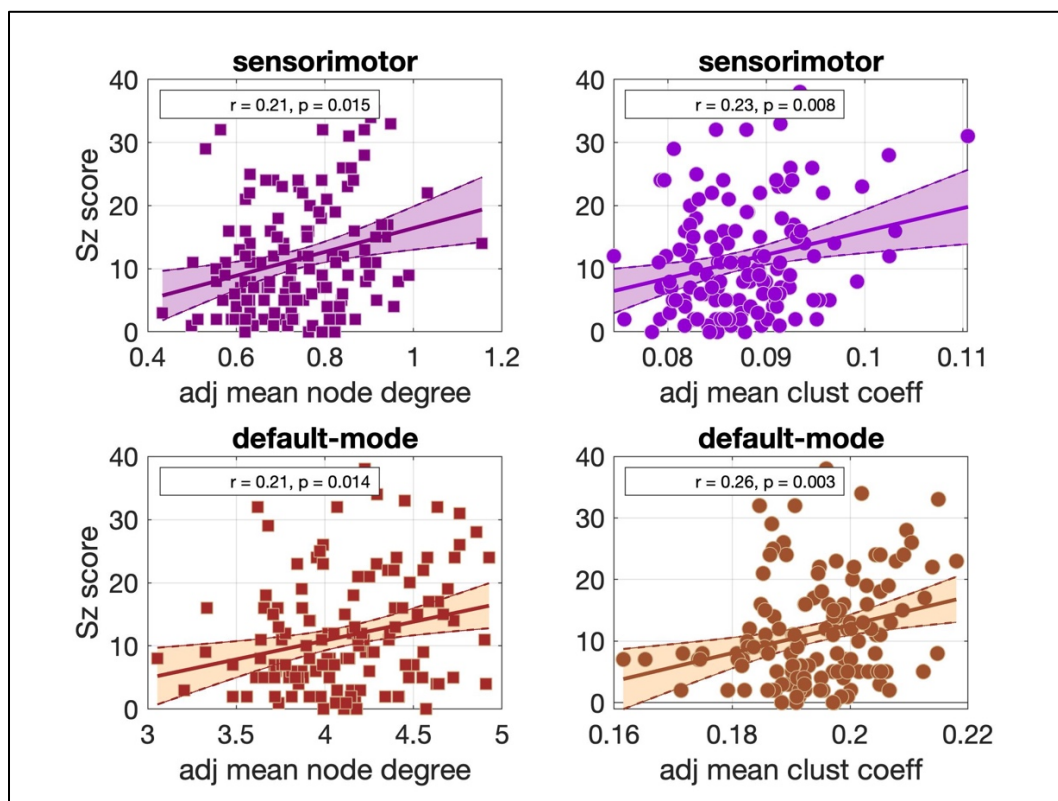 sensorimotor
r = 0.21, p = 0.015
Sz score
40
30
20
10
0
0.4 0.6 0.8 1 1.2
adj mean node degree
sensorimotor
r = 0.23, p = 0.008
40
30
20
10
0
0.08 0.09 0.1 0.11
adj mean clust coeff
default-mode
r = 0.21, p = 0.014
Sz score
40
30
20
10
0
3 3.5 4 4.5 5
adj mean node degree
default-mode
r = 0.26, p = 0.003
40
30
20
10
0
0.16 0.18 0.2 0.22
adj mean clust coeff